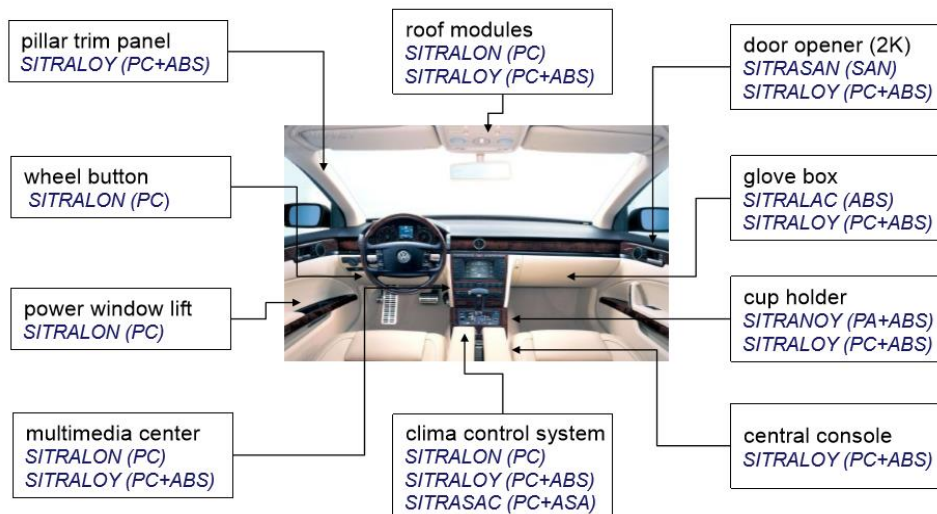 pillar trim panel
SITRALOY (PC+ABS)
roof modules
SITRALON (PC)
SITRALOY (PC+ABS)
door opener (2K)
SITRASAN (SAN)
SITRALOY (PC+ABS)
wheel button
SITRALON (PC)
glove box
SITRALAC (ABS)
SITRALOY (PC+ABS)
power window lift
SITRALON (PC)
cup holder
SITRANOY (PA+ABS)
SITRALOY (PC+ABS)
multimedia center
SITRALON (PC)
SITRALOY (PC+ABS)
clima control system
SITRALON (PC)
SITRALOY (PC+ABS)
SITRASAC (PC+ASA)
central console
SITRALOY (PC+ABS)